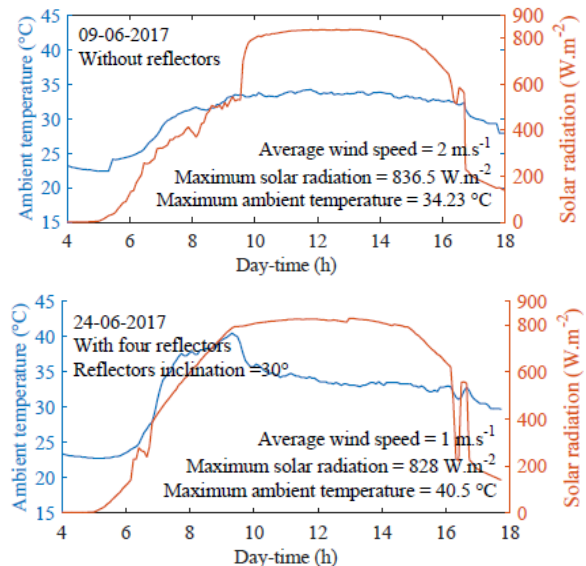 09-06-2017
Without reflectors
Average wind speed = 2 m.s⁻¹
Maximum solar radiation = 836.5 W.m⁻²
Maximum ambient temperature = 34.23 °C
Ambient temperature (°C)
45
40
35
30
25
20
15
Solar radiation (W.m⁻²)
900
800
600
400
200
0
4 6 8 10 12 14 16 18
Day-time (h)
24-06-2017
With four reflectors
Reflectors inclination =30°
Average wind speed = 1 m.s⁻¹
Maximum solar radiation = 828 W.m⁻²
Maximum ambient temperature = 40.5 °C
Ambient temperature (°C)
45
40
35
30
25
20
15
Solar radiation (W.m⁻²)
900
800
600
400
200
0
4 6 8 10 12 14 16 18
Day-time (h)